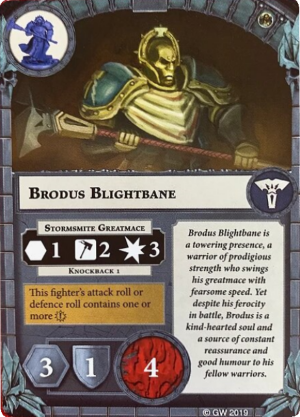 BRODUS BLIGHTBANE
STORMSMITE GREATMACE
1 2 3
KNOCKBACK 1
This fighter's attack roll or
defence roll contains one or
more
Brodus Blightbane is
a towering presence, a
warrior of prodigious
strength who swings
his greatmace with
fearsome speed. Yet
despite his ferocity
in battle, Brodus is a
kind-hearted soul and
a source of constant
reassurance and
good humour to his
fellow warriors.
3 1 4
© GW 2019